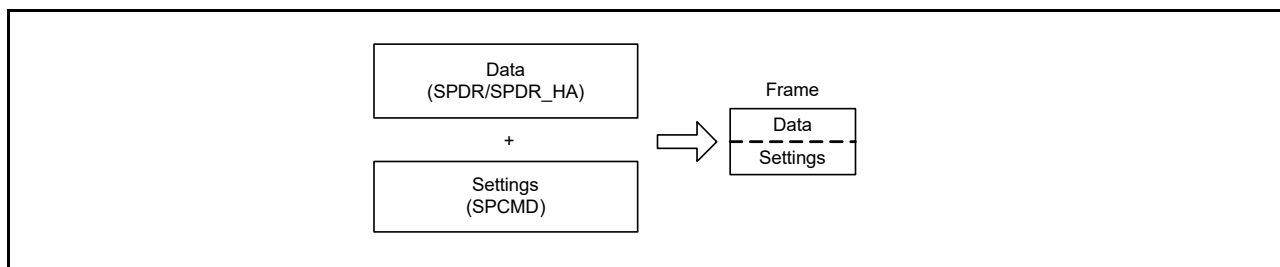 Data
(SPDR/SPDR_HA)
+
Settings
(SPCMD)
Frame
Data
Settings